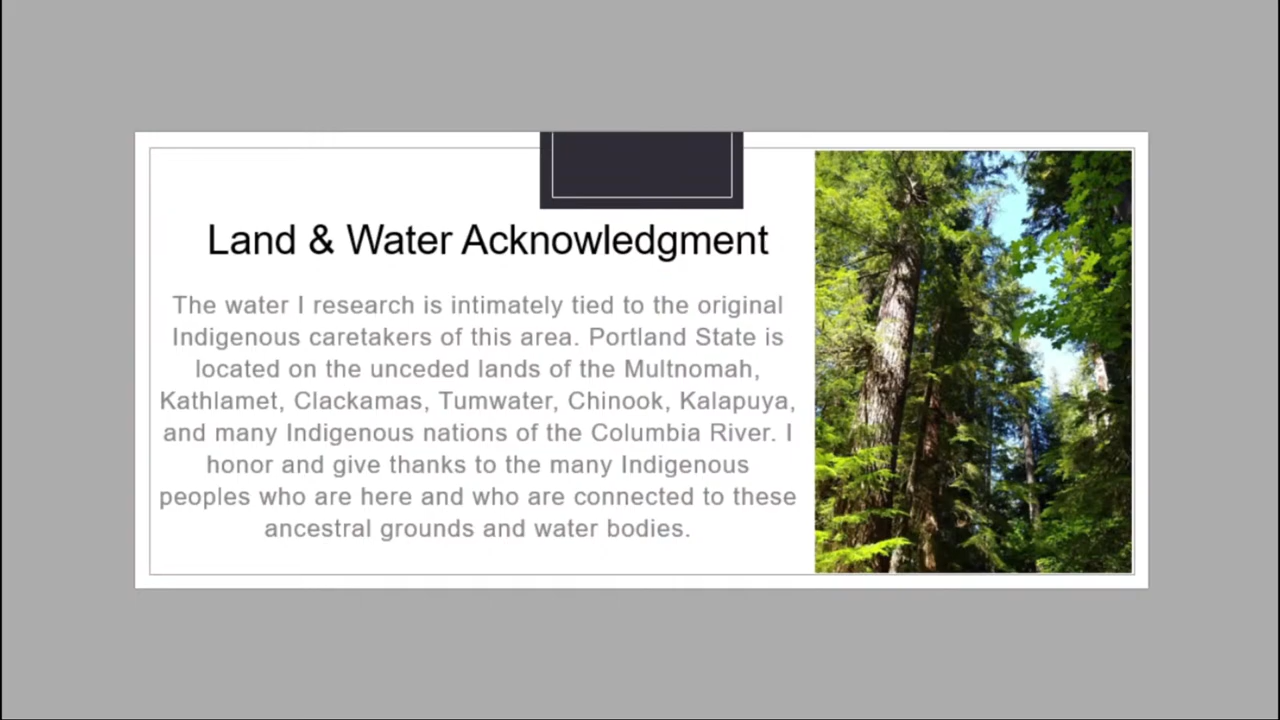 Land & Water Acknowledgment
The water I research is intimately tied to the original
Indigenous caretakers of this area. Portland State is
located on the unceded lands of the Multnomah,
Kathlamet, Clackamas, Tumwater, Chinook, Kalapuya,
and many Indigenous nations of the Columbia River. I
honor and give thanks to the many Indigenous
peoples who are here and who are connected to these
ancestral grounds and water bodies.